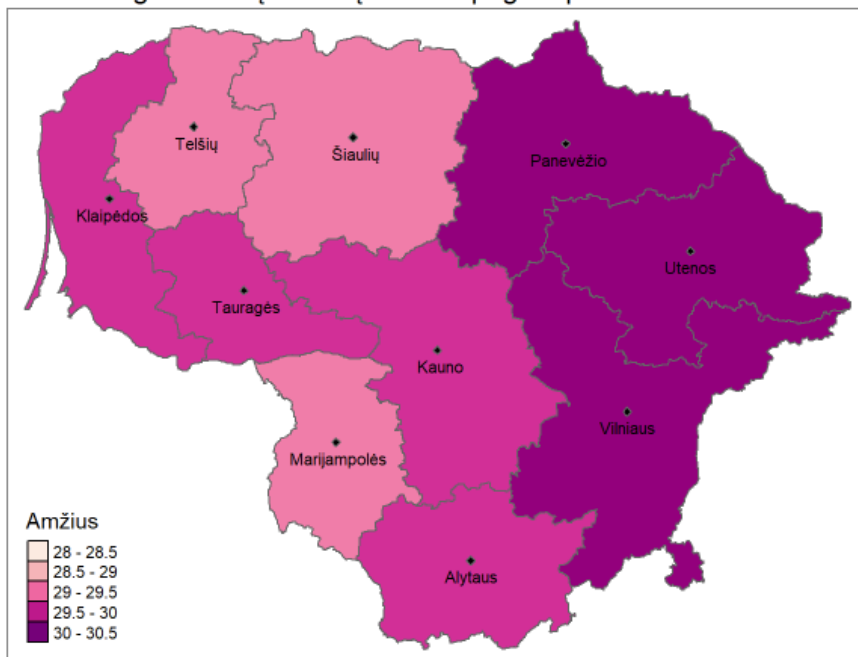 Telšių
Šiaulių
Panevėžio
Klaipėdos
Utenos
Tauragės
Kauno
Vilniaus
Marijampolės
Alytaus
Amžius
28 - 28.5
28.5 - 29
29 - 29.5
29.5 - 30
30 - 30.5